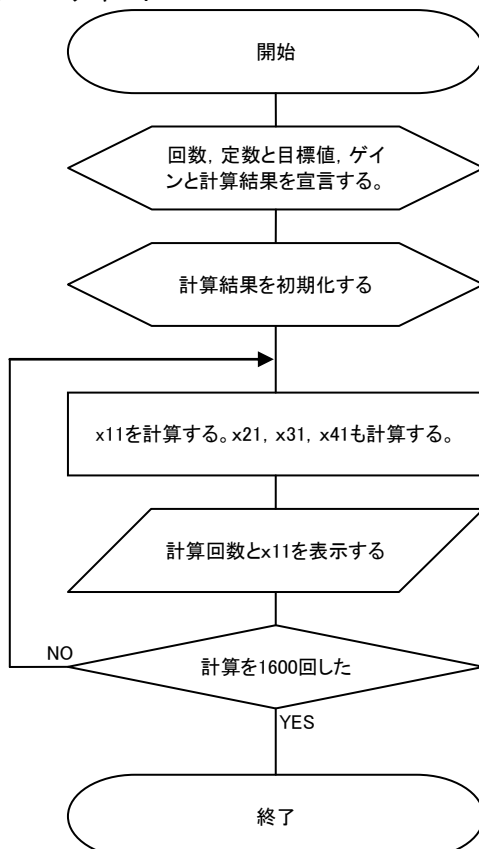 開始
回数, 定数と目標値, ゲイ
ンと計算結果を宣言する。
計算結果を初期化する
x11を計算する。x21, x31, x41も計算する。
計算回数とx11を表示する
計算を1600回した
NO
YES
終了